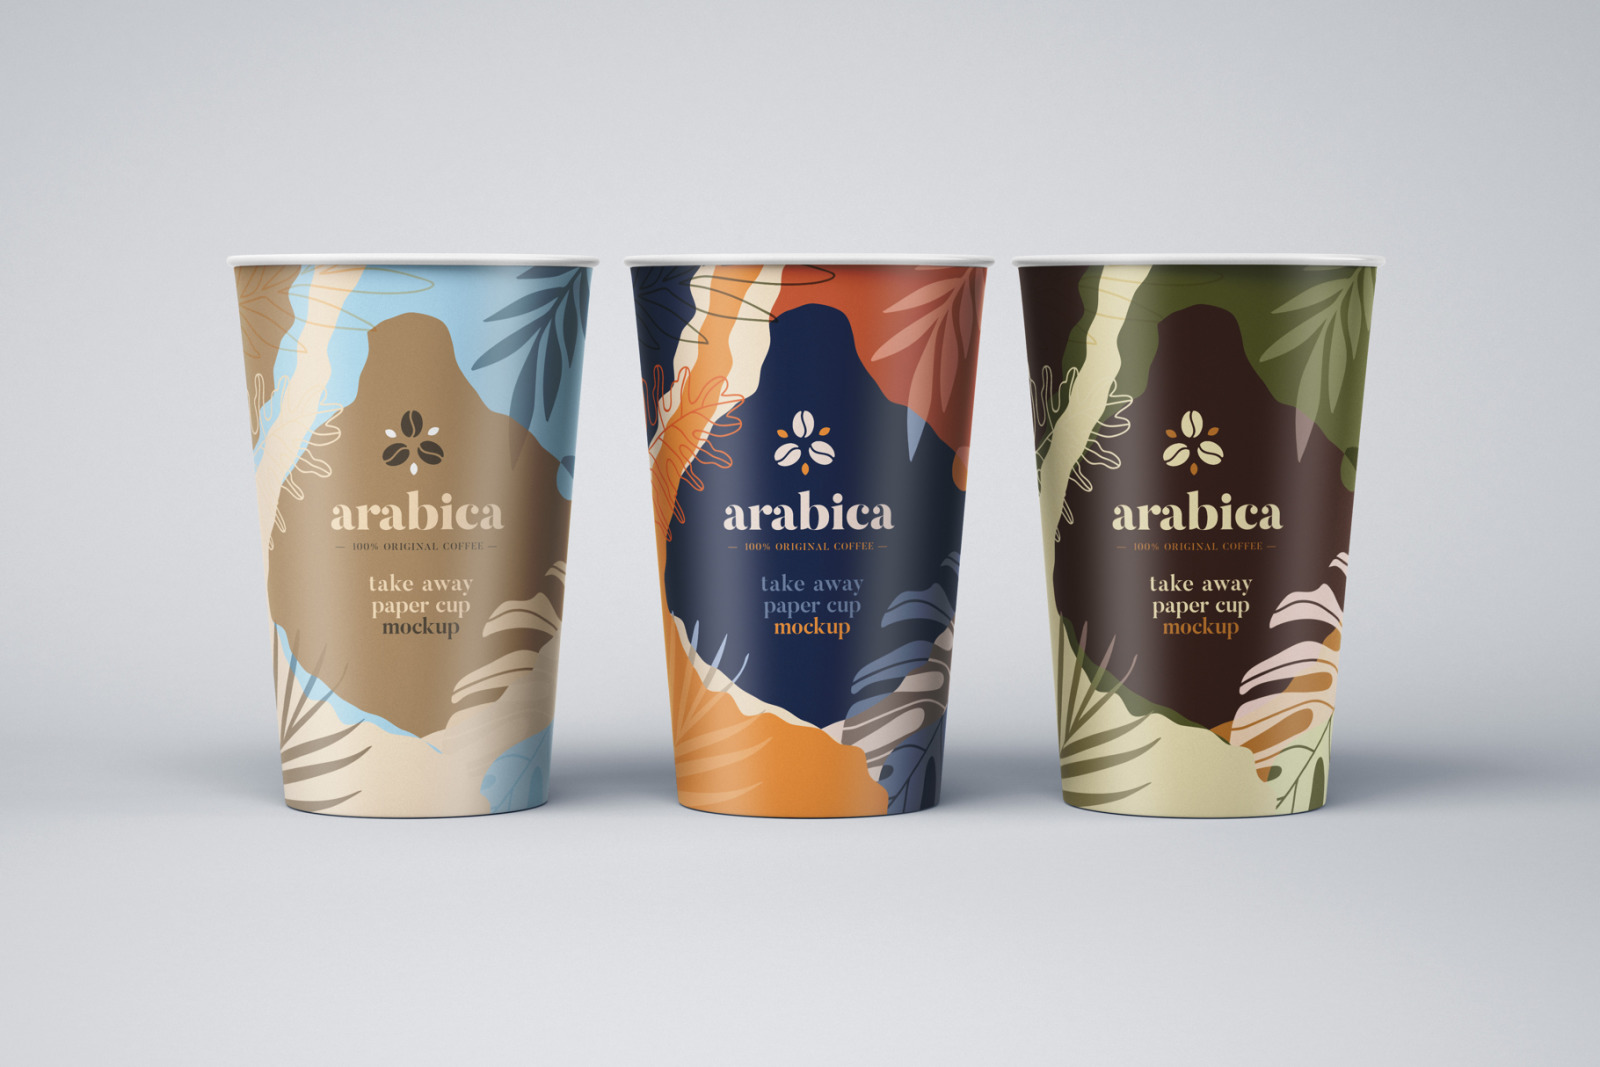 arabica
— 100% ORIGINAL COFFEE —
take away
paper cup
mockup
arabica
— 100% ORIGINAL COFFEE —
take away
paper cup
mockup
arabica
— 100% ORIGINAL COFFEE —
take away
paper cup
mockup